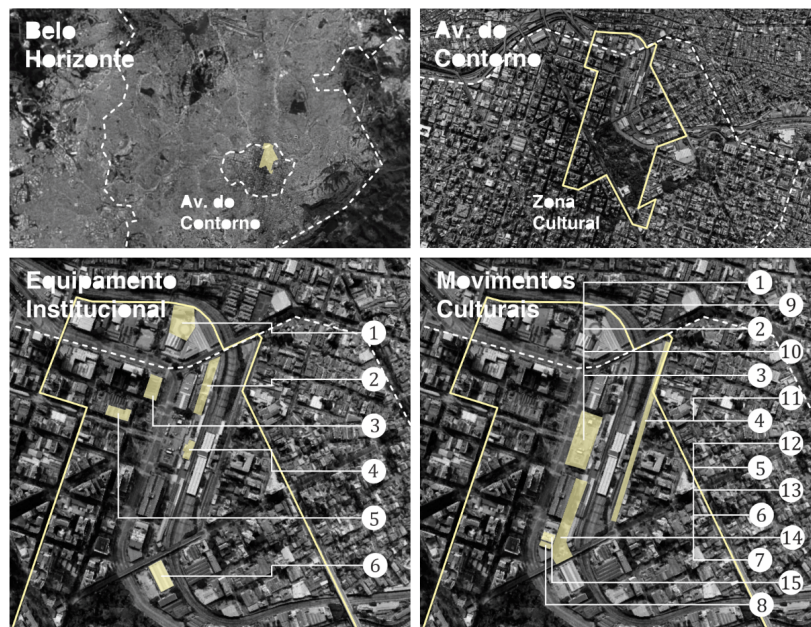 Belo
Horizonte
Av. do
Contorno
Av. do
Contorno
Zona
Cultural
Equipamento
Institucional
1
2
3
4
5
6
Movimentos
Culturais
1
9
2
10
3
11
4
12
5
13
6
14
7
15
8